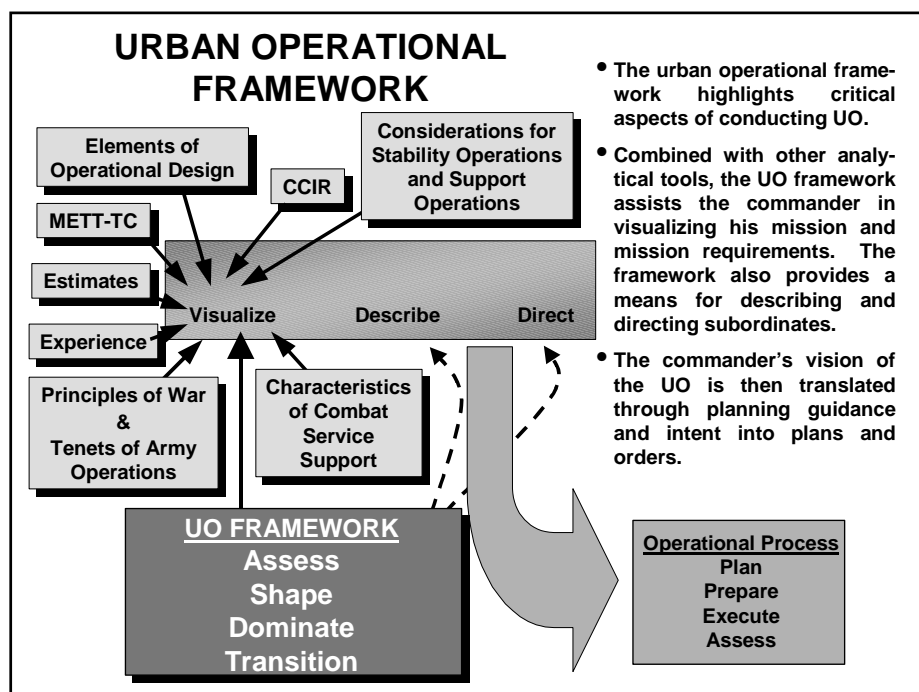 URBAN OPERATIONAL
FRAMEWORK
Elements of
Operational Design
CCIR
Considerations for
Stability Operations
and Support
Operations
METT-TC
Estimates
Experience
Visualize
Describe
Direct
Principles of War
&
Tenets of Army
Operations
Characteristics
of Combat
Service
Support
UO FRAMEWORK
Assess
Shape
Dominate
Transition
• The urban operational frame-
work highlights critical
aspects of conducting UO.
• Combined with other analy-
tical tools, the UO framework
assists the commander in
visualizing his mission and
mission requirements. The
framework also provides a
means for describing and
directing subordinates.
• The commander’s vision of
the UO is then translated
through planning guidance
and intent into plans and
orders.
Operational Process
Plan
Prepare
Execute
Assess